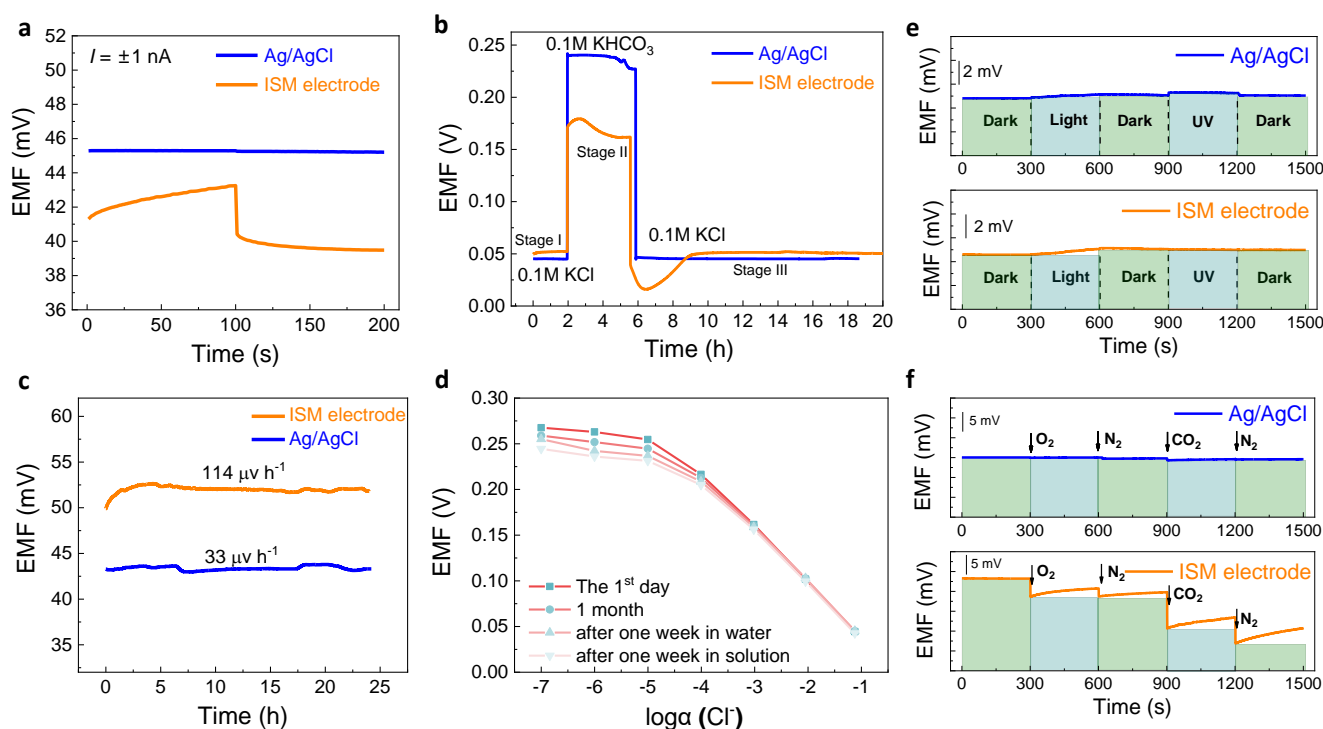 a
I = ±1 nA
Ag/AgCl
ISM electrode
EMF (mV)
52
50
48
46
44
42
40
38
36
0
50
100
150
200
Time (s)
b
0.1M KHCO3
Ag/AgCl
ISM electrode
EMF (V)
0.25
0.20
0.15
0.10
0.05
0.00
Stage I
0.1M KCl
Stage II
0.1M KCl
Stage III
0
2
4
6
8
10
12
14
16
18
20
Time (h)
c
ISM electrode
Ag/AgCl
EMF (mV)
60
55
50
45
40
35
114 μv h-1
33 μv h-1
0
5
10
15
20
25
Time (h)
d
EMF (V)
0.30
0.25
0.20
0.15
0.10
0.05
0.00
The 1st day
1 month
after one week in water
after one week in solution
-7
-6
-5
-4
-3
-2
-1
logα (Cl-)
e
Ag/AgCl
2 mV
EMF (mV)
Dark
Light
Dark
UV
Dark
0
300
600
900
1200
1500
ISM electrode
2 mV
EMF (mV)
Dark
Light
Dark
UV
Dark
0
300
600
900
1200
1500
Time (s)
f
Ag/AgCl
5 mV
EMF (mV)
O2
N2
CO2
N2
0
300
600
900
1200
1500
ISM electrode
5 mV
EMF (mV)
O2
N2
CO2
N2
0
300
600
900
1200
1500
Time (s)